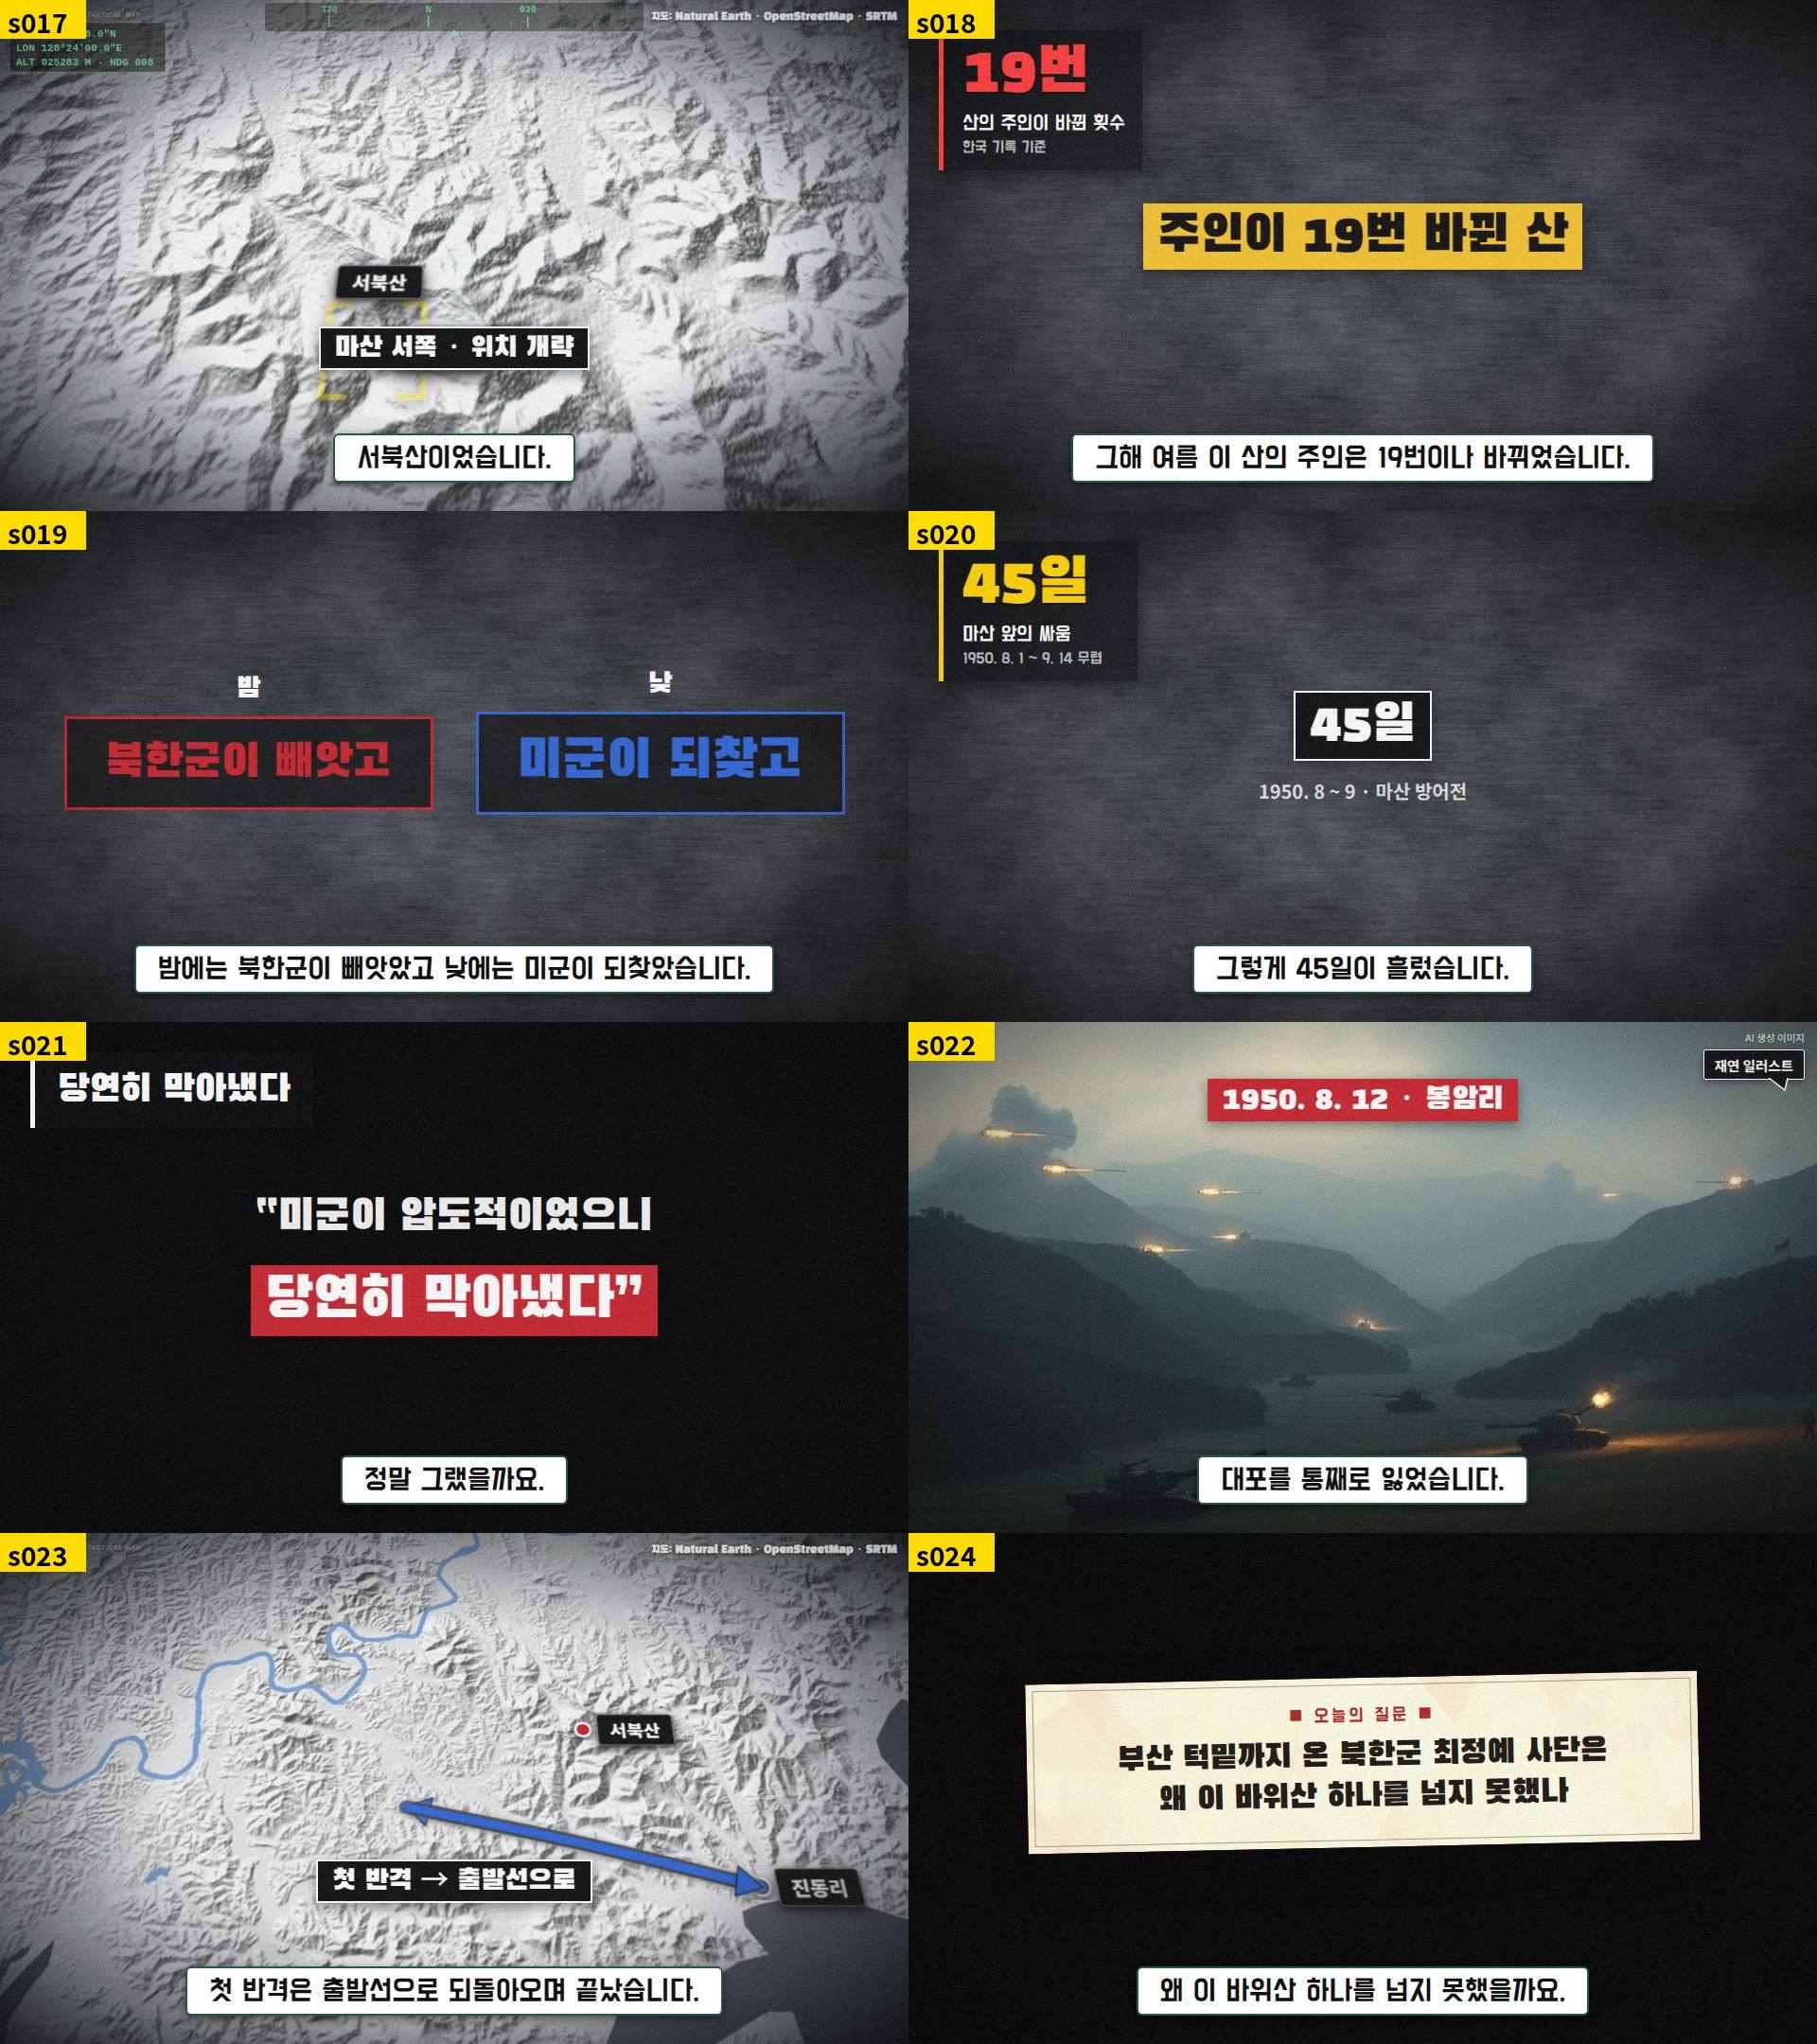 s017
TACTICAL MAP
6.0"N
LON 128°24'00.0"E
ALT 025283 M · HDG 008
330 N 030
지도: Natural Earth · OpenStreetMap · SRTM
서북산
마산 서쪽 · 위치 개략
서북산이었습니다.
s018
19번
산의 주인이 바뀐 횟수
한국 기록 기준
주인이 19번 바뀐 산
그해 여름 이 산의 주인은 19번이나 바뀌었습니다.
s019
밤
북한군이 빼앗고
낮
미군이 되찾고
밤에는 북한군이 빼앗았고 낮에는 미군이 되찾았습니다.
s020
45일
마산 앞의 싸움
1950. 8. 1 ~ 9. 14 무렵
45일
1950. 8 ~ 9 · 마산 방어전
그렇게 45일이 흘렀습니다.
s021
당연히 막아냈다
"미군이 압도적이었으니
당연히 막아냈다"
정말 그랬을까요.
s022
AI 생성 이미지
재연 일러스트
1950. 8. 12 · 봉암리
대포를 통째로 잃었습니다.
s023
TACTICAL MAP
지도: Natural Earth · OpenStreetMap · SRTM
서북산
첫 반격 → 출발선으로
진동리
첫 반격은 출발선으로 되돌아오며 끝났습니다.
s024
■ 오늘의 질문 ■
부산 턱밑까지 온 북한군 최정예 사단은
왜 이 바위산 하나를 넘지 못했나
왜 이 바위산 하나를 넘지 못했을까요.